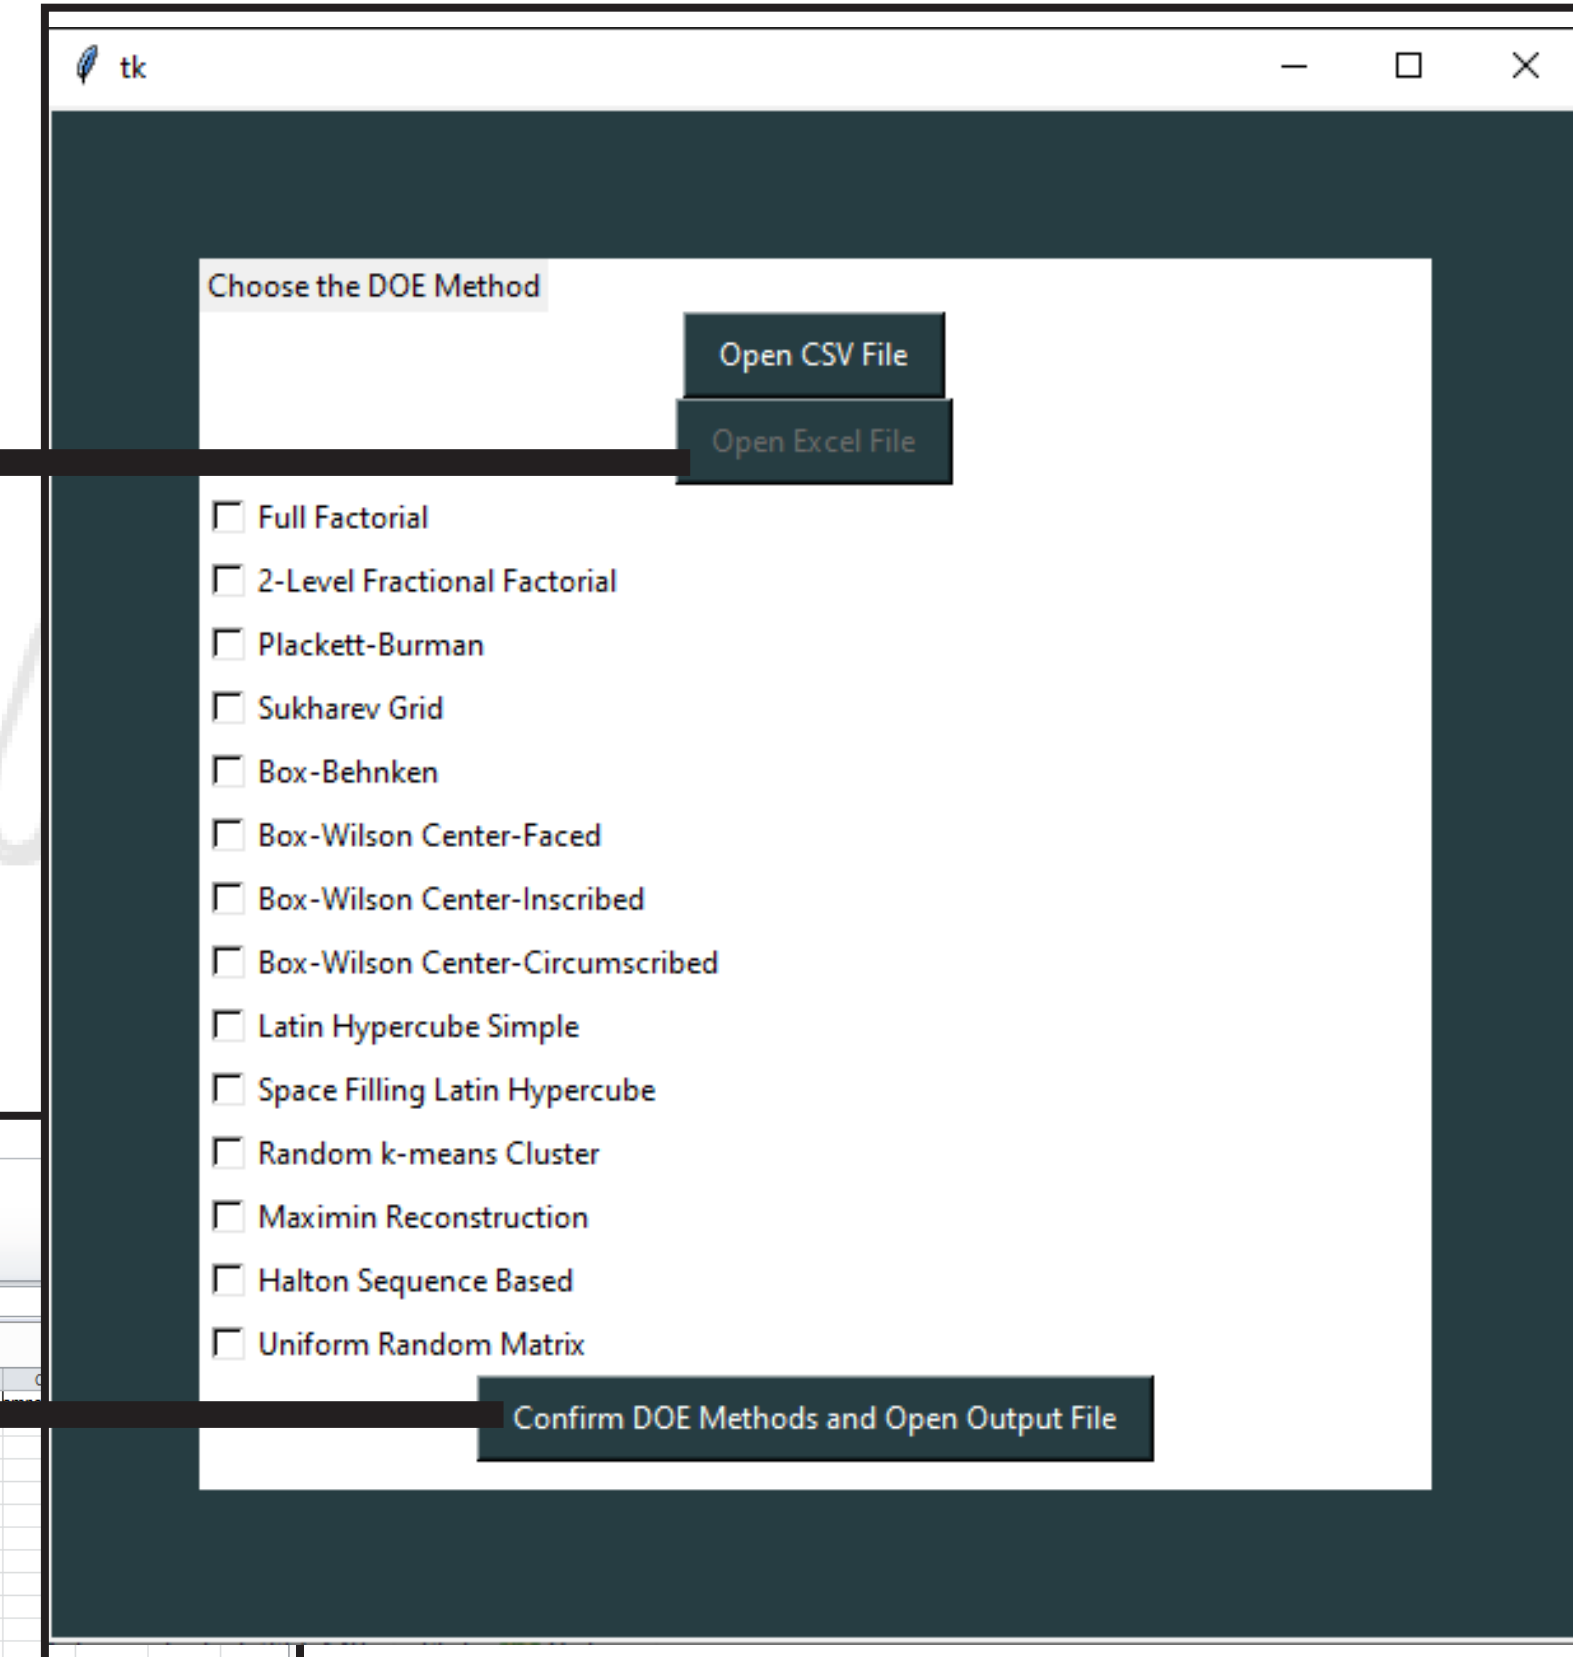 tk
Choose the DOE Method
Open CSV File
Open Excel File
Full Factorial
2-Level Fractional Factorial
Plackett-Burman
Sukharev Grid
Box-Behnken
Box-Wilson Center-Faced
Box-Wilson Center-Inscribed
Box-Wilson Center-Circumscribed
Latin Hypercube Simple
Space Filling Latin Hypercube
Random k-means Cluster
Maximin Reconstruction
Halton Sequence Based
Uniform Random Matrix
Confirm DOE Methods and Open Output File